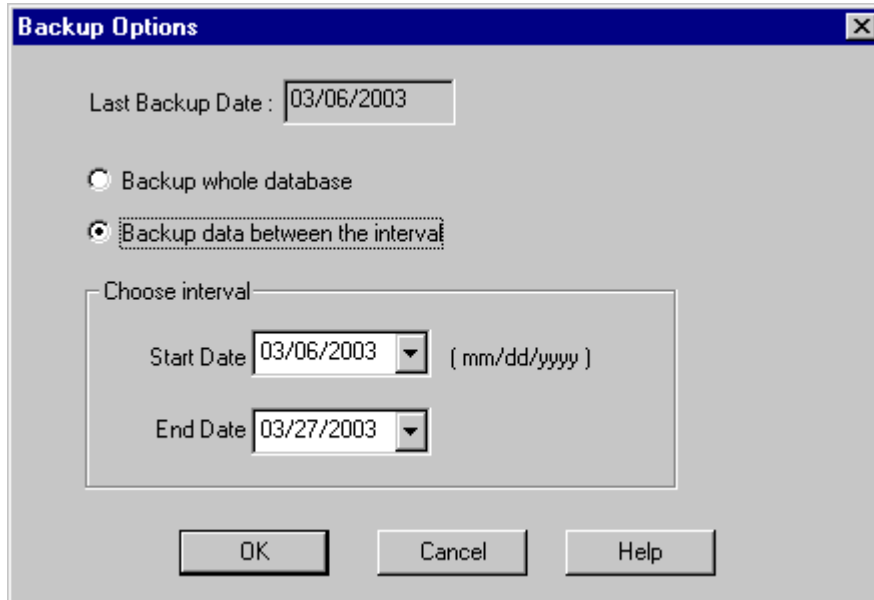 Backup Options
Last Backup Date : 03/06/2003
Backup whole database
Backup data between the interval
Choose interval
Start Date 03/06/2003 ( mm/dd/yyyy )
End Date 03/27/2003
OK Cancel Help